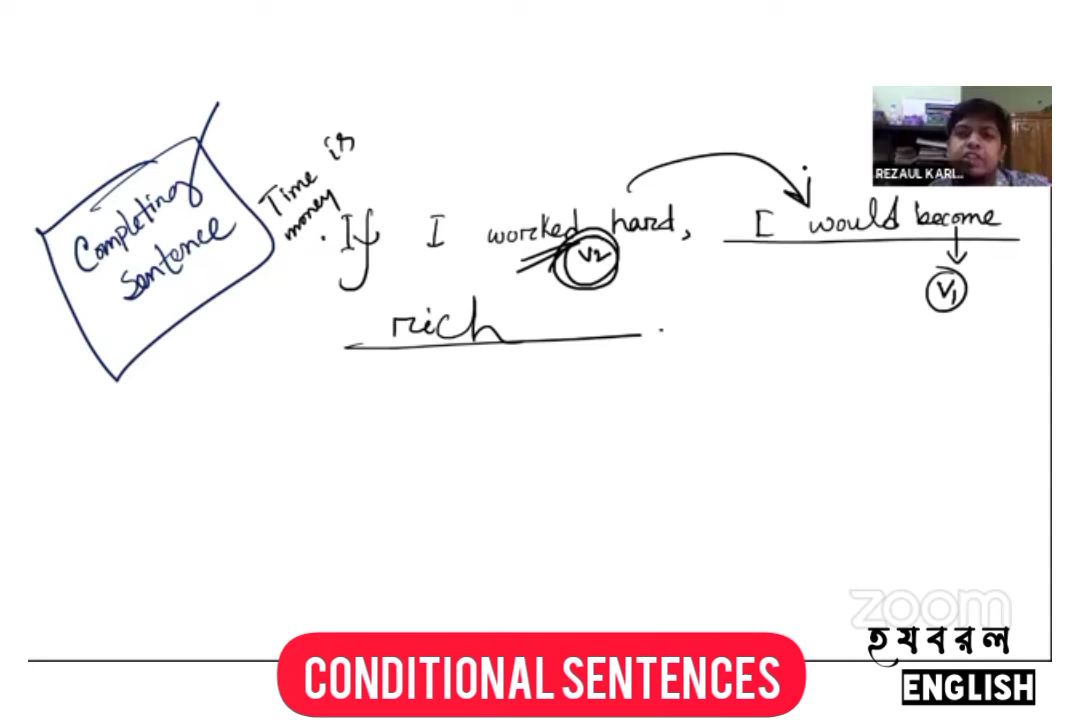 Completing
Sentence
Time is
money.
If I worked hard, I would become
V2
V1
rich.
REZAUL KARI...
zoom
হযবরল
ENGLISH
CONDITIONAL SENTENCES